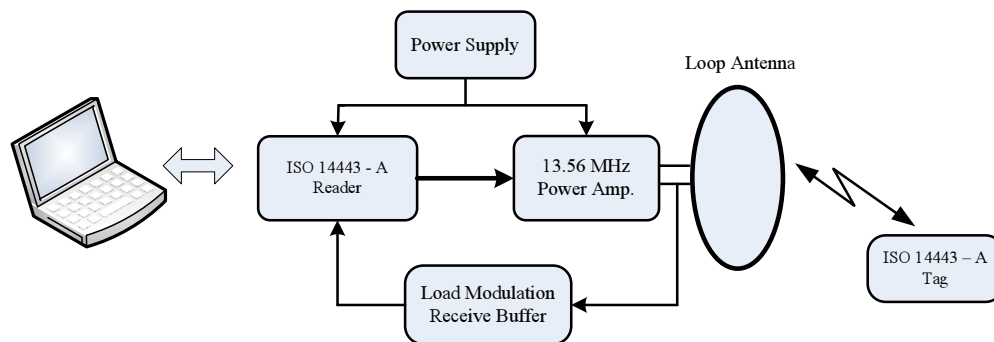 Power Supply
Loop Antenna
ISO 14443 - A
Reader
13.56 MHz
Power Amp.
ISO 14443 – A
Tag
Load Modulation
Receive Buffer